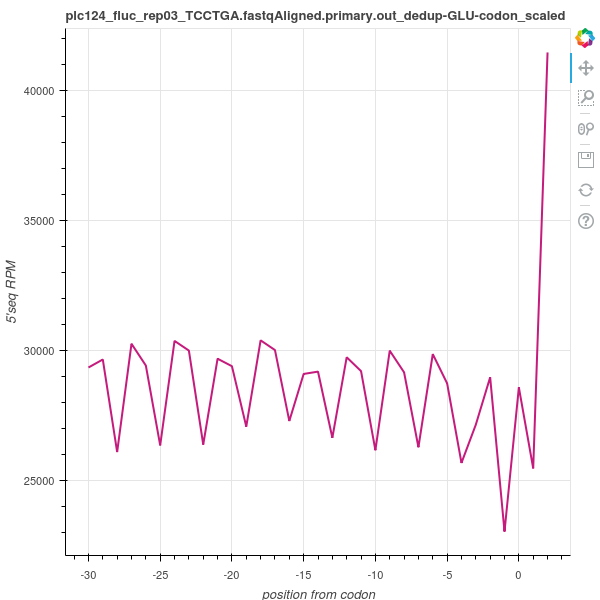 plc124_fluc_rep03_TCCTGA.fastqAligned.primary.out_dedup-GLU-codon_scaled
40000
35000
30000
25000
5'seq RPM
-30 -25 -20 -15 -10 -5 0
position from codon